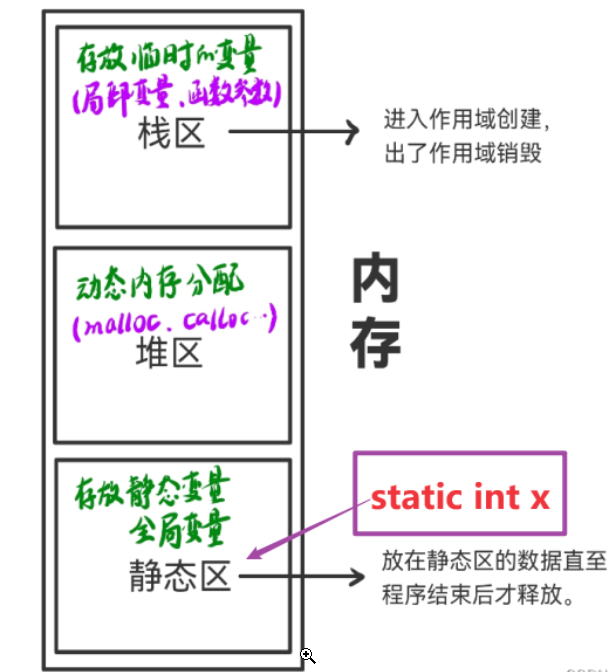 存放临时的变量
(局部变量、函数参数)
栈区
进入作用域创建，
出了作用域销毁
动态内存分配
(malloc、calloc…)
堆区
内
存
存放静态变量
全局变量
静态区
static int x
放在静态区的数据直至
程序结束后才释放。